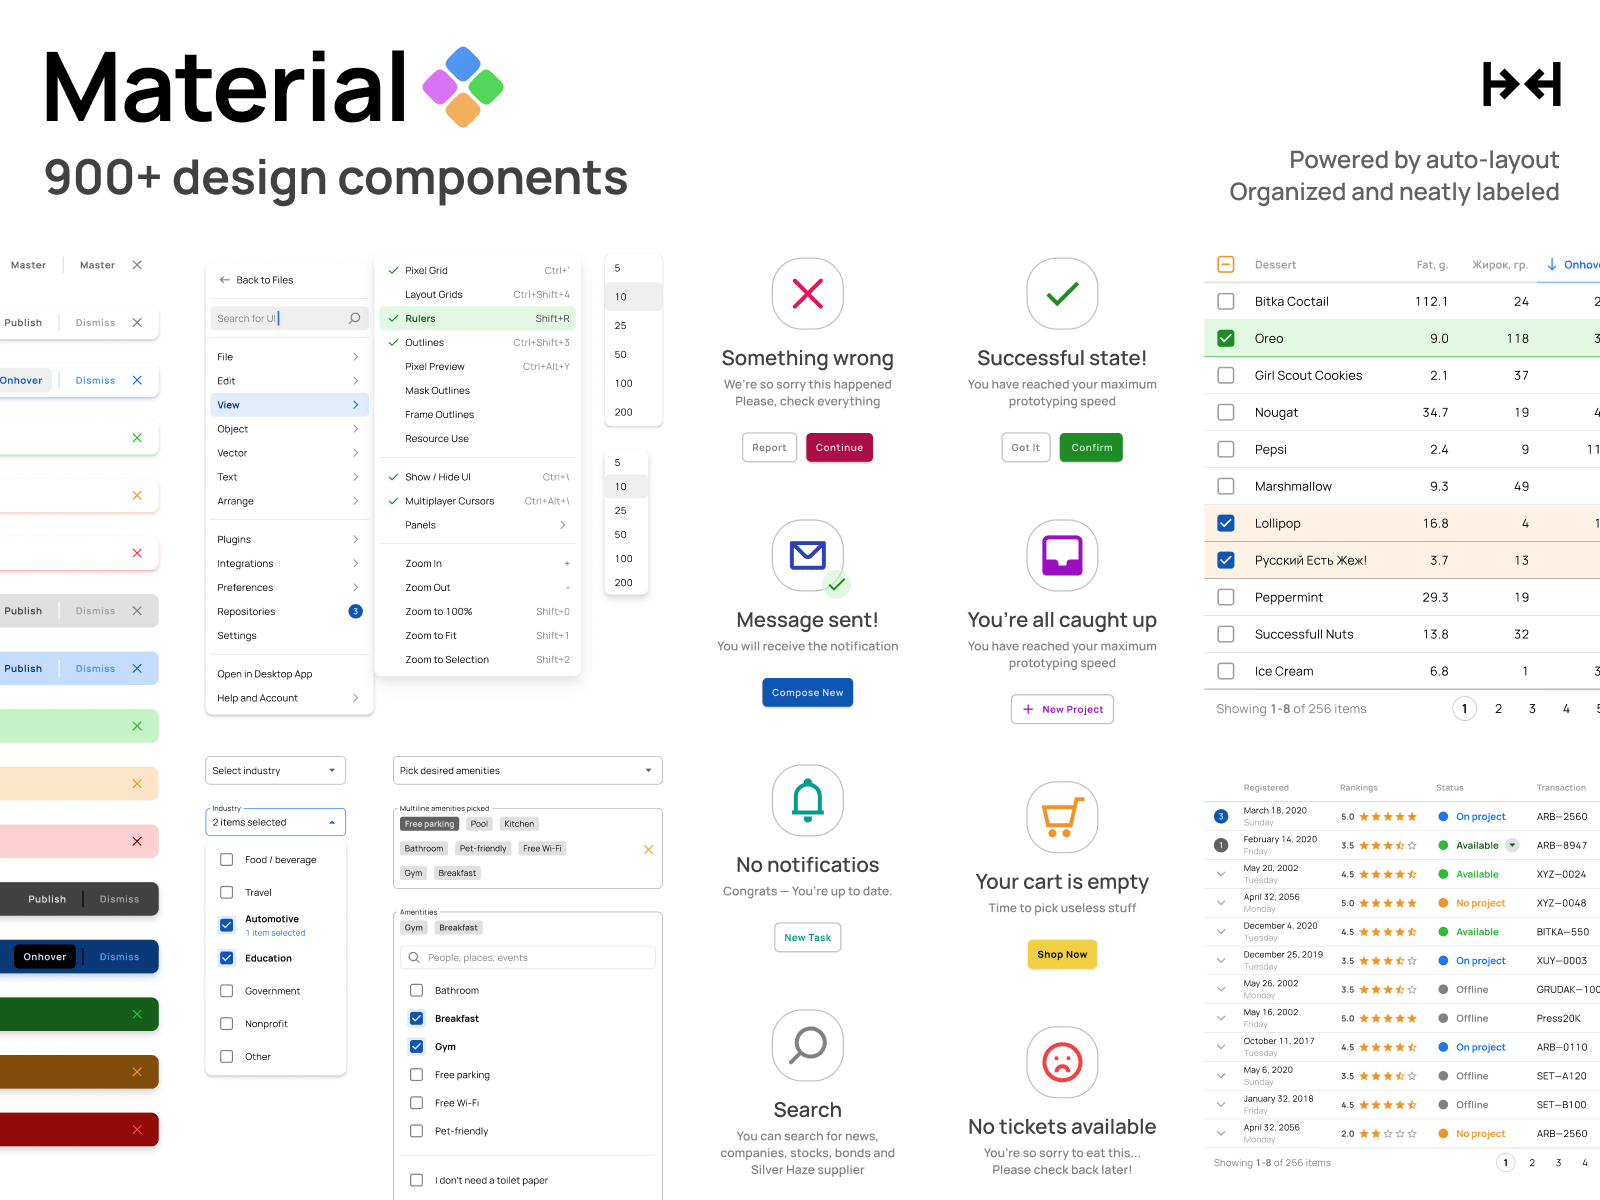 Material
900+ design components
Powered by auto-layout
Organized and neatly labeled
Master
Master
Publish
Dismiss
Onhover
Dismiss
Publish
Dismiss
Publish
Dismiss
Publish
Dismiss
Onhover
Dismiss
Back to Files
Search for UI
File
Edit
View
Object
Vector
Text
Arrange
Plugins
Integrations
Preferences
Repositories 3
Settings
Open in Desktop App
Help and Account
Pixel Grid Ctrl+'
Layout Grids Ctrl+Shift+4
Rulers Shift+R
Outlines Ctrl+Shift+3
Pixel Preview Ctrl+Alt+Y
Mask Outlines
Frame Outlines
Resource Use
Show / Hide UI Ctrl+\
Multiplayer Cursors Ctrl+Alt+\
Panels
Zoom In +
Zoom Out -
Zoom to 100% Shift+0
Zoom to Fit Shift+1
Zoom to Selection Shift+2
5
10
25
50
100
200
5
10
25
50
100
200
Select industry
Industry
2 items selected
Food / beverage
Travel
Automotive
1 item selected
Education
Government
Nonprofit
Other
Pick desired amenities
Multiline amenities picked
Free parking Pool Kitchen
Bathroom Pet-friendly Free Wi-Fi
Gym Breakfast
Amentities
Gym Breakfast
People, places, events
Bathroom
Breakfast
Gym
Free parking
Free Wi-Fi
Pet-friendly
I don't need a toilet paper
Something wrong
We're so sorry this happened
Please, check everything
Report Continue
Message sent!
You will receive the notification
Compose New
No notificatios
Congrats — You're up to date.
New Task
Search
You can search for news,
companies, stocks, bonds and
Silver Haze supplier
Successful state!
You have reached your maximum
prototyping speed
Got It Confirm
You're all caught up
You have reached your maximum
prototyping speed
+ New Project
Your cart is empty
Time to pick useless stuff
Shop Now
No tickets available
You're so sorry to eat this...
Please check back later!
Dessert Fat, g. Жирок, гр.
Bitka Coctail 112.1 24
Oreo 9.0 118
Girl Scout Cookies 2.1 37
Nougat 34.7 19
Pepsi 2.4 9
Marshmallow 9.3 49
Lollipop 16.8 4
Русский Есть Жеж! 3.7 13
Peppermint 29.3 19
Successfull Nuts 13.8 32
Ice Cream 6.8 1
Showing 1-8 of 256 items 1 2 3 4 5
Registered Rankings Status Transaction
3 March 18, 2020 5.0 On project ARB—2560
Sunday
1 February 14, 2020 3.5 Available ARB—8947
Friday
May 20, 2002 4.5 Available XYZ—0024
Tuesday
April 32, 2056 5.0 No project XYZ—0048
Monday
December 4, 2020 4.5 Available BITKA—550
Tuesday
December 25, 2019 3.5 On project XUY—0003
Tuesday
May 26, 2002 3.5 Offline GRUDAK—100
Monday
May 16, 2002 5.0 Offline Press20K
Friday
October 11, 2017 4.5 On project ARB—0110
Tuesday
May 6, 2020 3.5 Offline SET—A120
Sunday
January 32, 2018 4.5 Offline SET—B100
Friday
April 32, 2056 2.0 No project ARB—2560
Monday
Showing 1-8 of 256 items 1 2 3 4